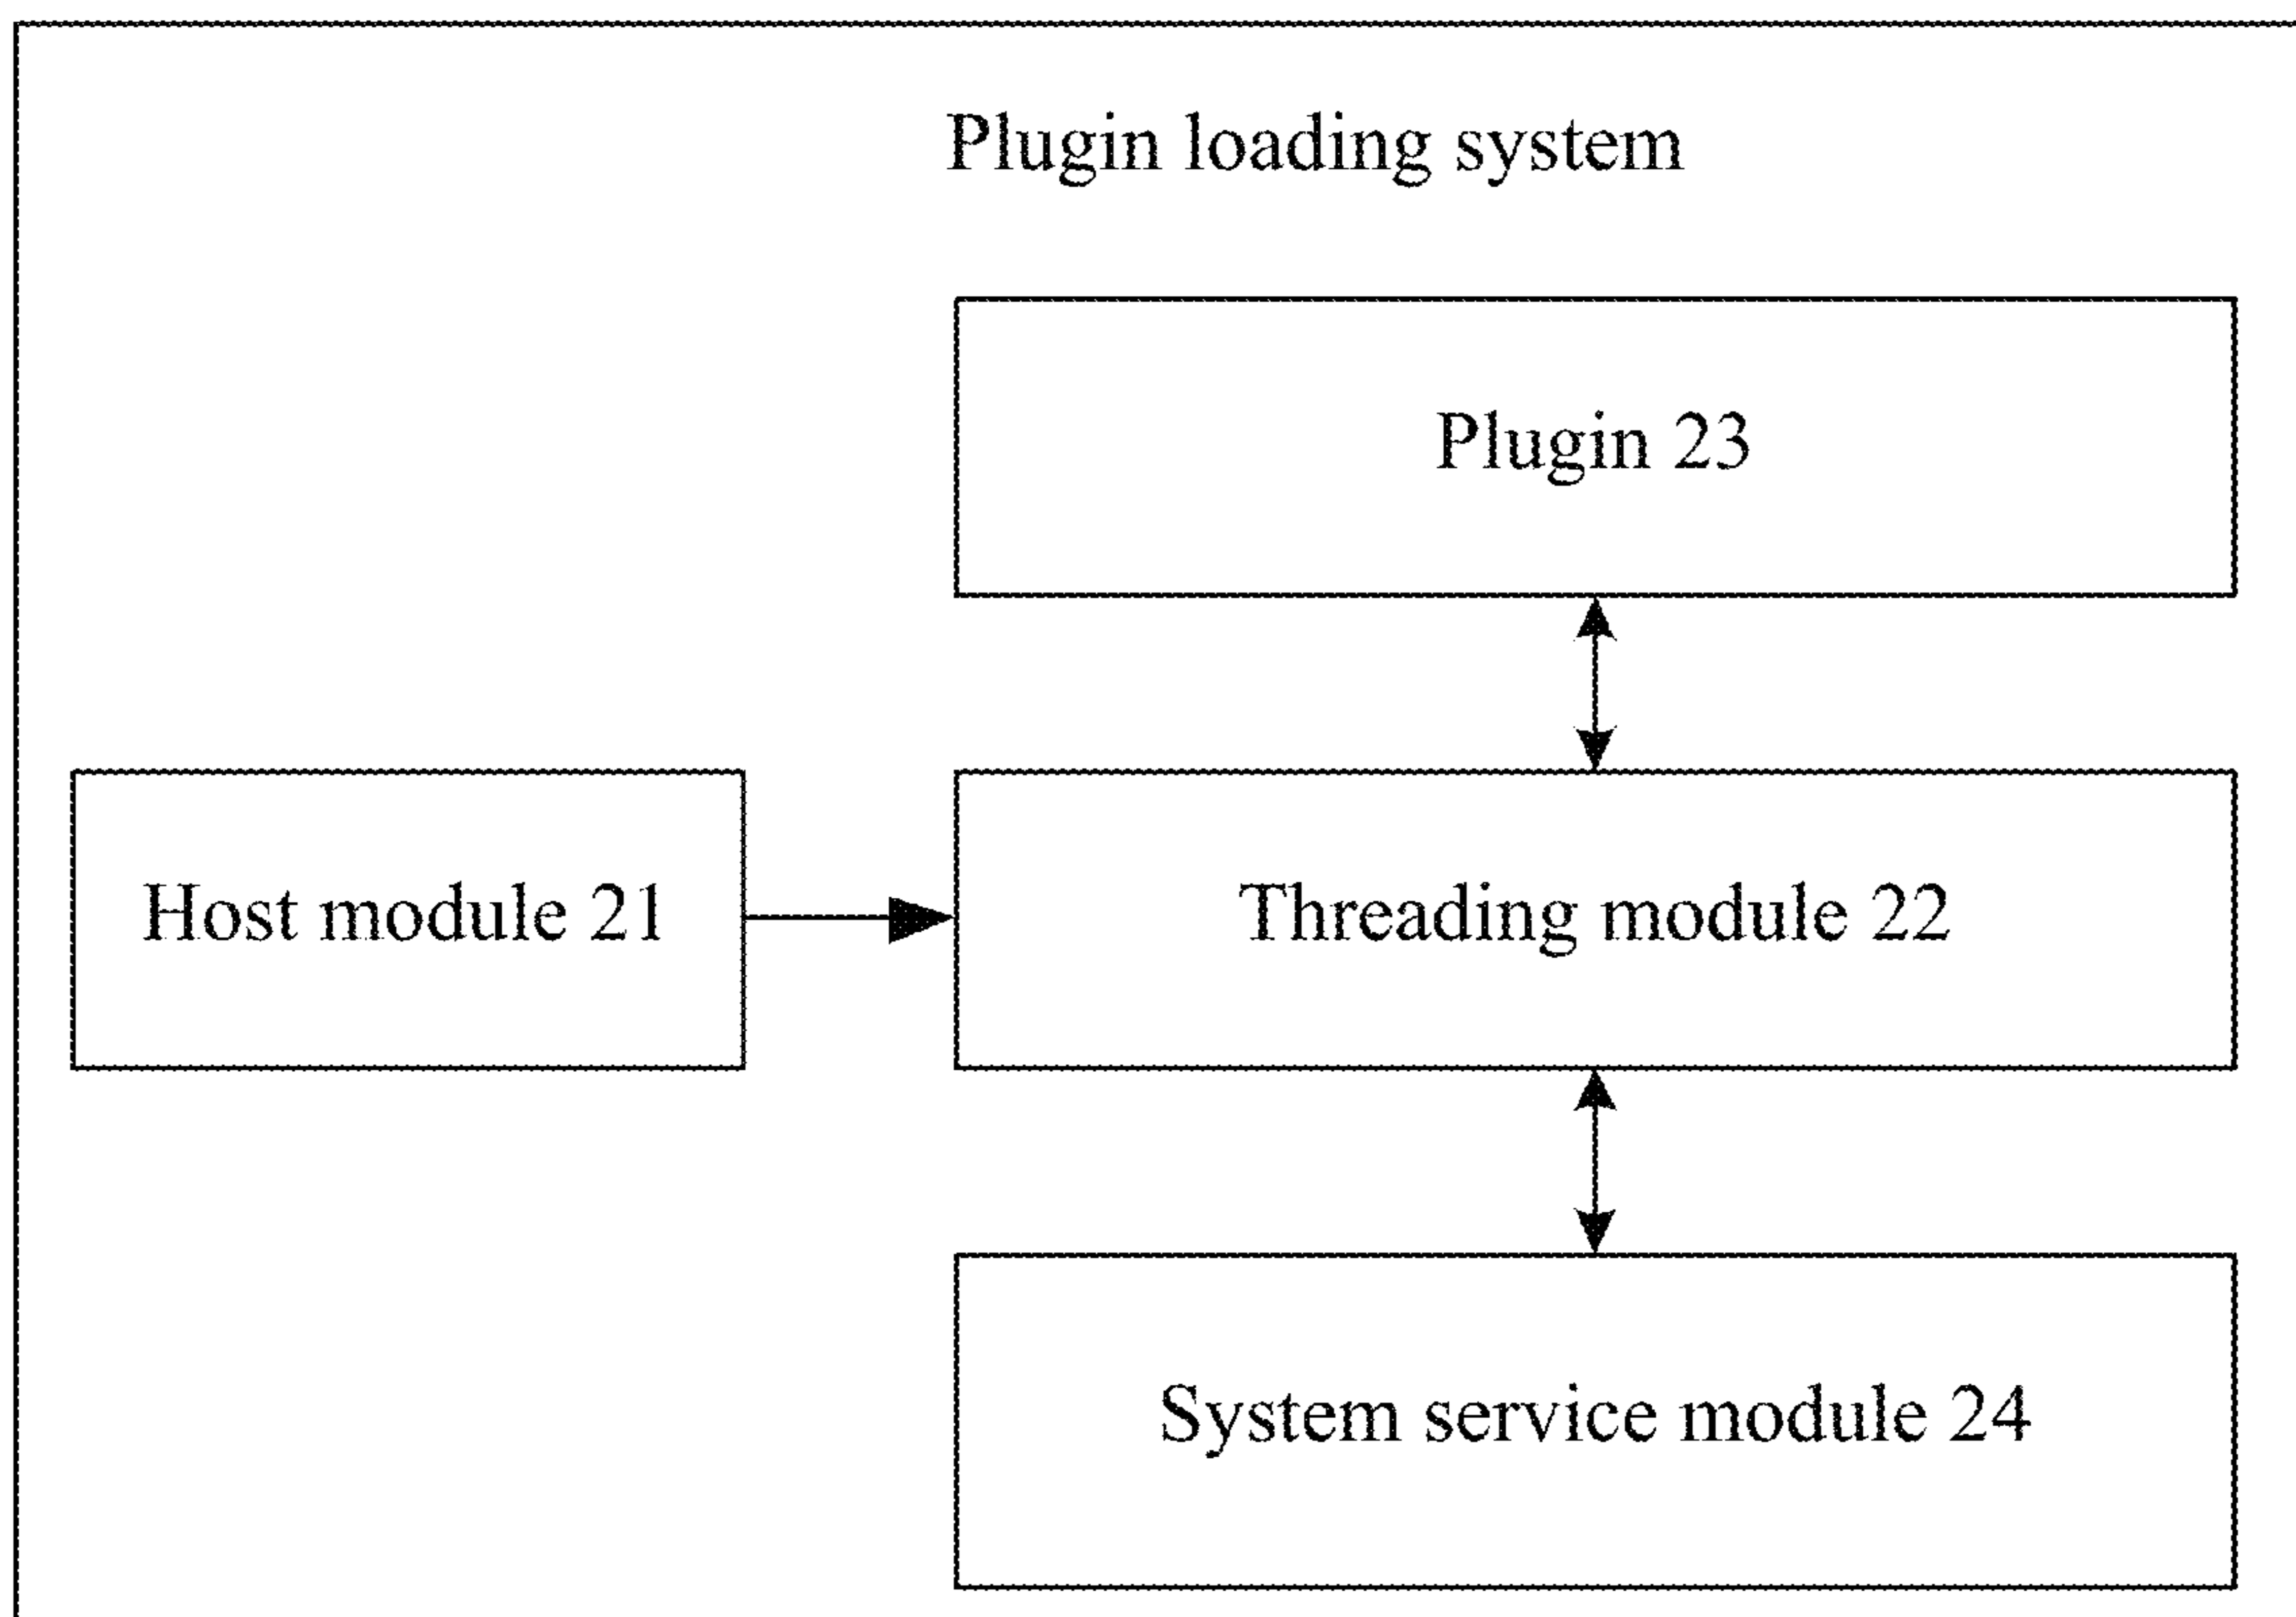 Plugin loading system
Plugin 23
Host module 21
Threading module 22
System service module 24